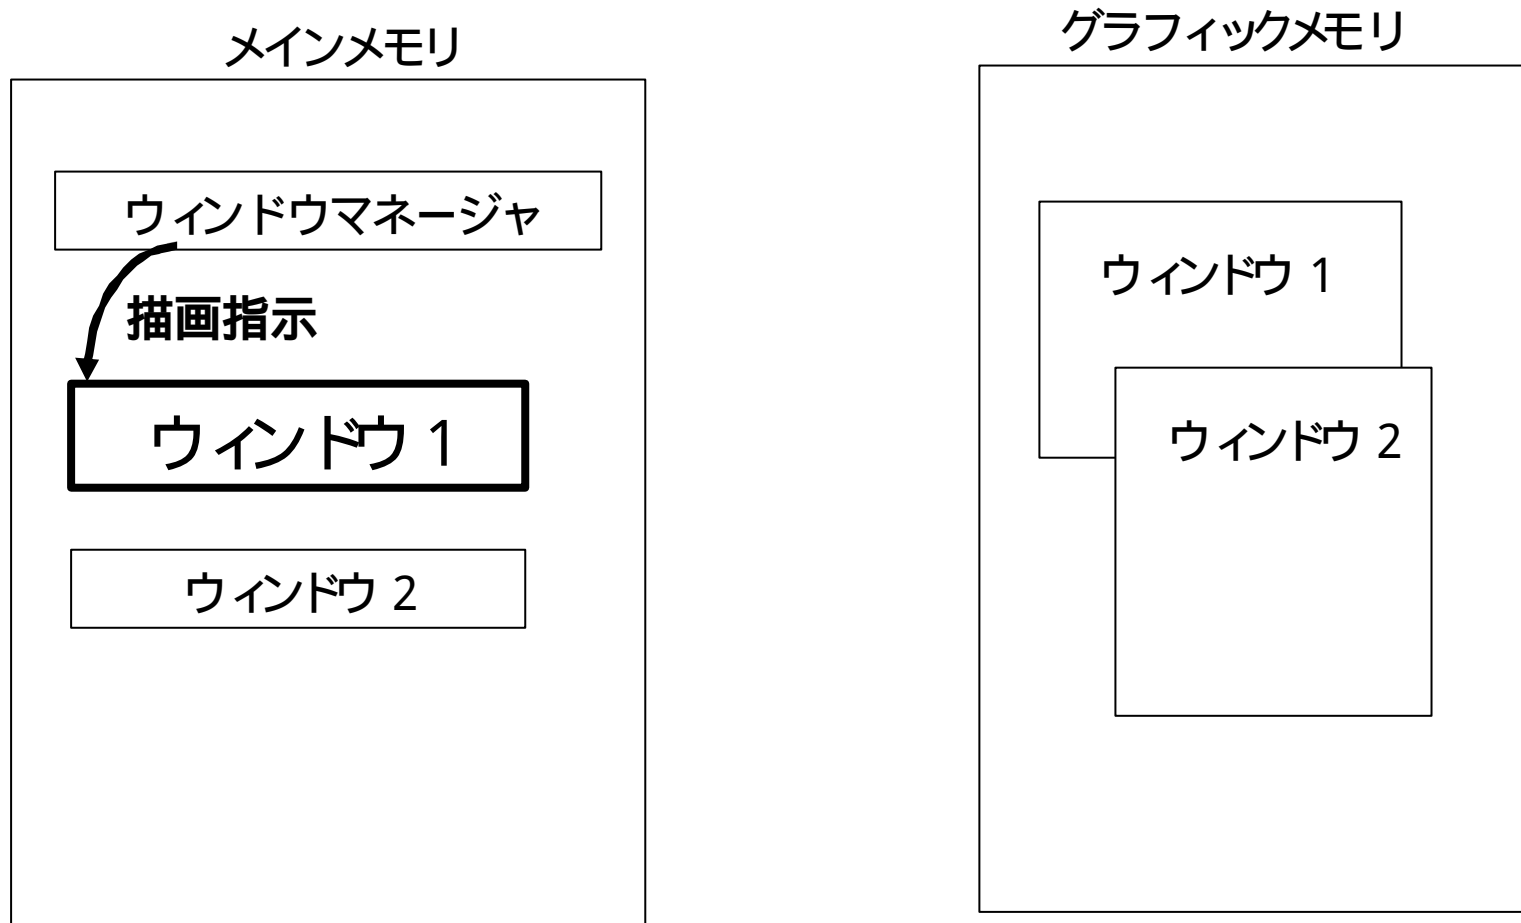 メインメモリ
ウィンドウマネージャ
描画指示
ウィンドウ 1
ウィンドウ 2
グラフィックメモリ
ウィンドウ 1
ウィンドウ 2